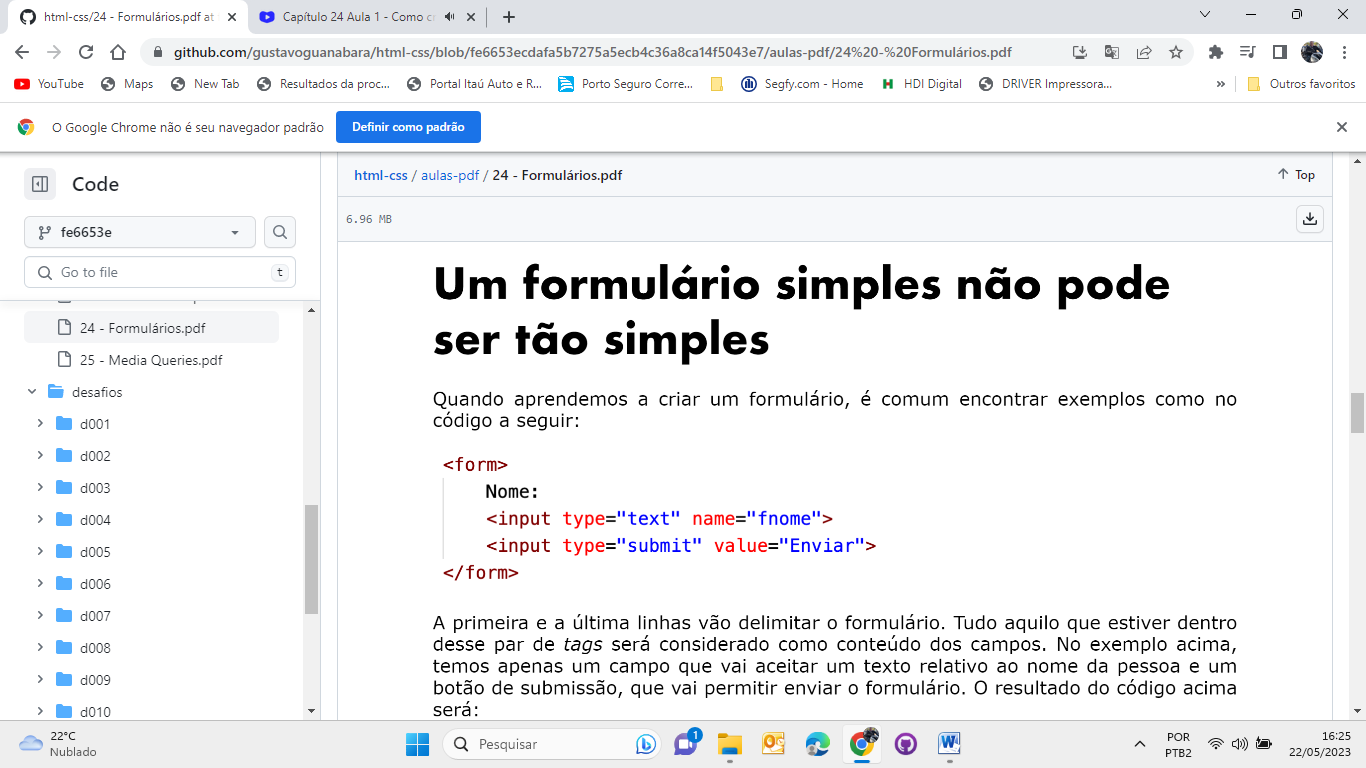 html-css/24 - Formulários.pdf at
Capítulo 24 Aula 1 - Como c
github.com/gustavoguanabara/html-css/blob/fe6653ecdafa5b7275a5ecb4c36a8ca14f5043e7/aulas-pdf/24%20-%20Formulários.pdf
YouTube
Maps
New Tab
Resultados da proc...
Portal Itaú Auto e R...
Porto Seguro Corre...
Segfy.com - Home
HDI Digital
DRIVER Impressora...
»
Outros favoritos
O Google Chrome não é seu navegador padrão
Definir como padrão
Code
fe6653e
Go to file
t
24 - Formulários.pdf
25 - Media Queries.pdf
desafios
d001
d002
d003
d004
d005
d006
d007
d008
d009
d010
html-css / aulas-pdf / 24 - Formulários.pdf
Top
6.96 MB
Um formulário simples não pode
ser tão simples
Quando aprendemos a criar um formulário, é comum encontrar exemplos como no
código a seguir:
<form>
Nome:
<input type="text" name="fnome">
<input type="submit" value="Enviar">
</form>
A primeira e a última linhas vão delimitar o formulário. Tudo aquilo que estiver dentro
desse par de tags será considerado como conteúdo dos campos. No exemplo acima,
temos apenas um campo que vai aceitar um texto relativo ao nome da pessoa e um
botão de submissão, que vai permitir enviar o formulário. O resultado do código acima
será:
22°C
Nublado
Pesquisar
1
POR
PTB2
16:25
22/05/2023